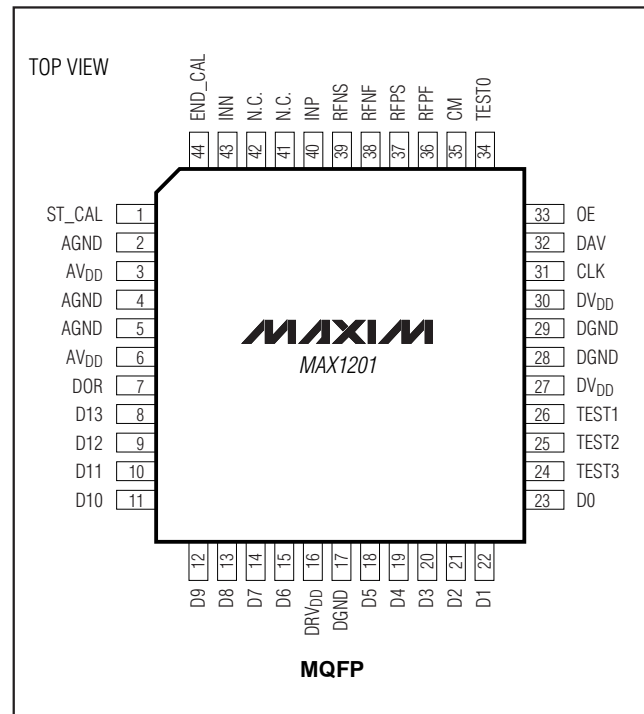 TOP VIEW
END_CAL
INN
N.C.
N.C.
INP
RFNS
RFNF
RFPS
RFPF
CM
TEST0
44
43
42
41
40
39
38
37
36
35
34
ST_CAL 1
AGND 2
AVDD 3
AGND 4
AGND 5
AVDD 6
DOR 7
D13 8
D12 9
D11 10
D10 11
MAXIM
MAX1201
33 OE
32 DAV
31 CLK
30 DVDD
29 DGND
28 DGND
27 DVDD
26 TEST1
25 TEST2
24 TEST3
23 D0
12
13
14
15
16
17
18
19
20
21
22
D9
D8
D7
D6
DRVDD
DGND
D5
D4
D3
D2
D1
MQFP